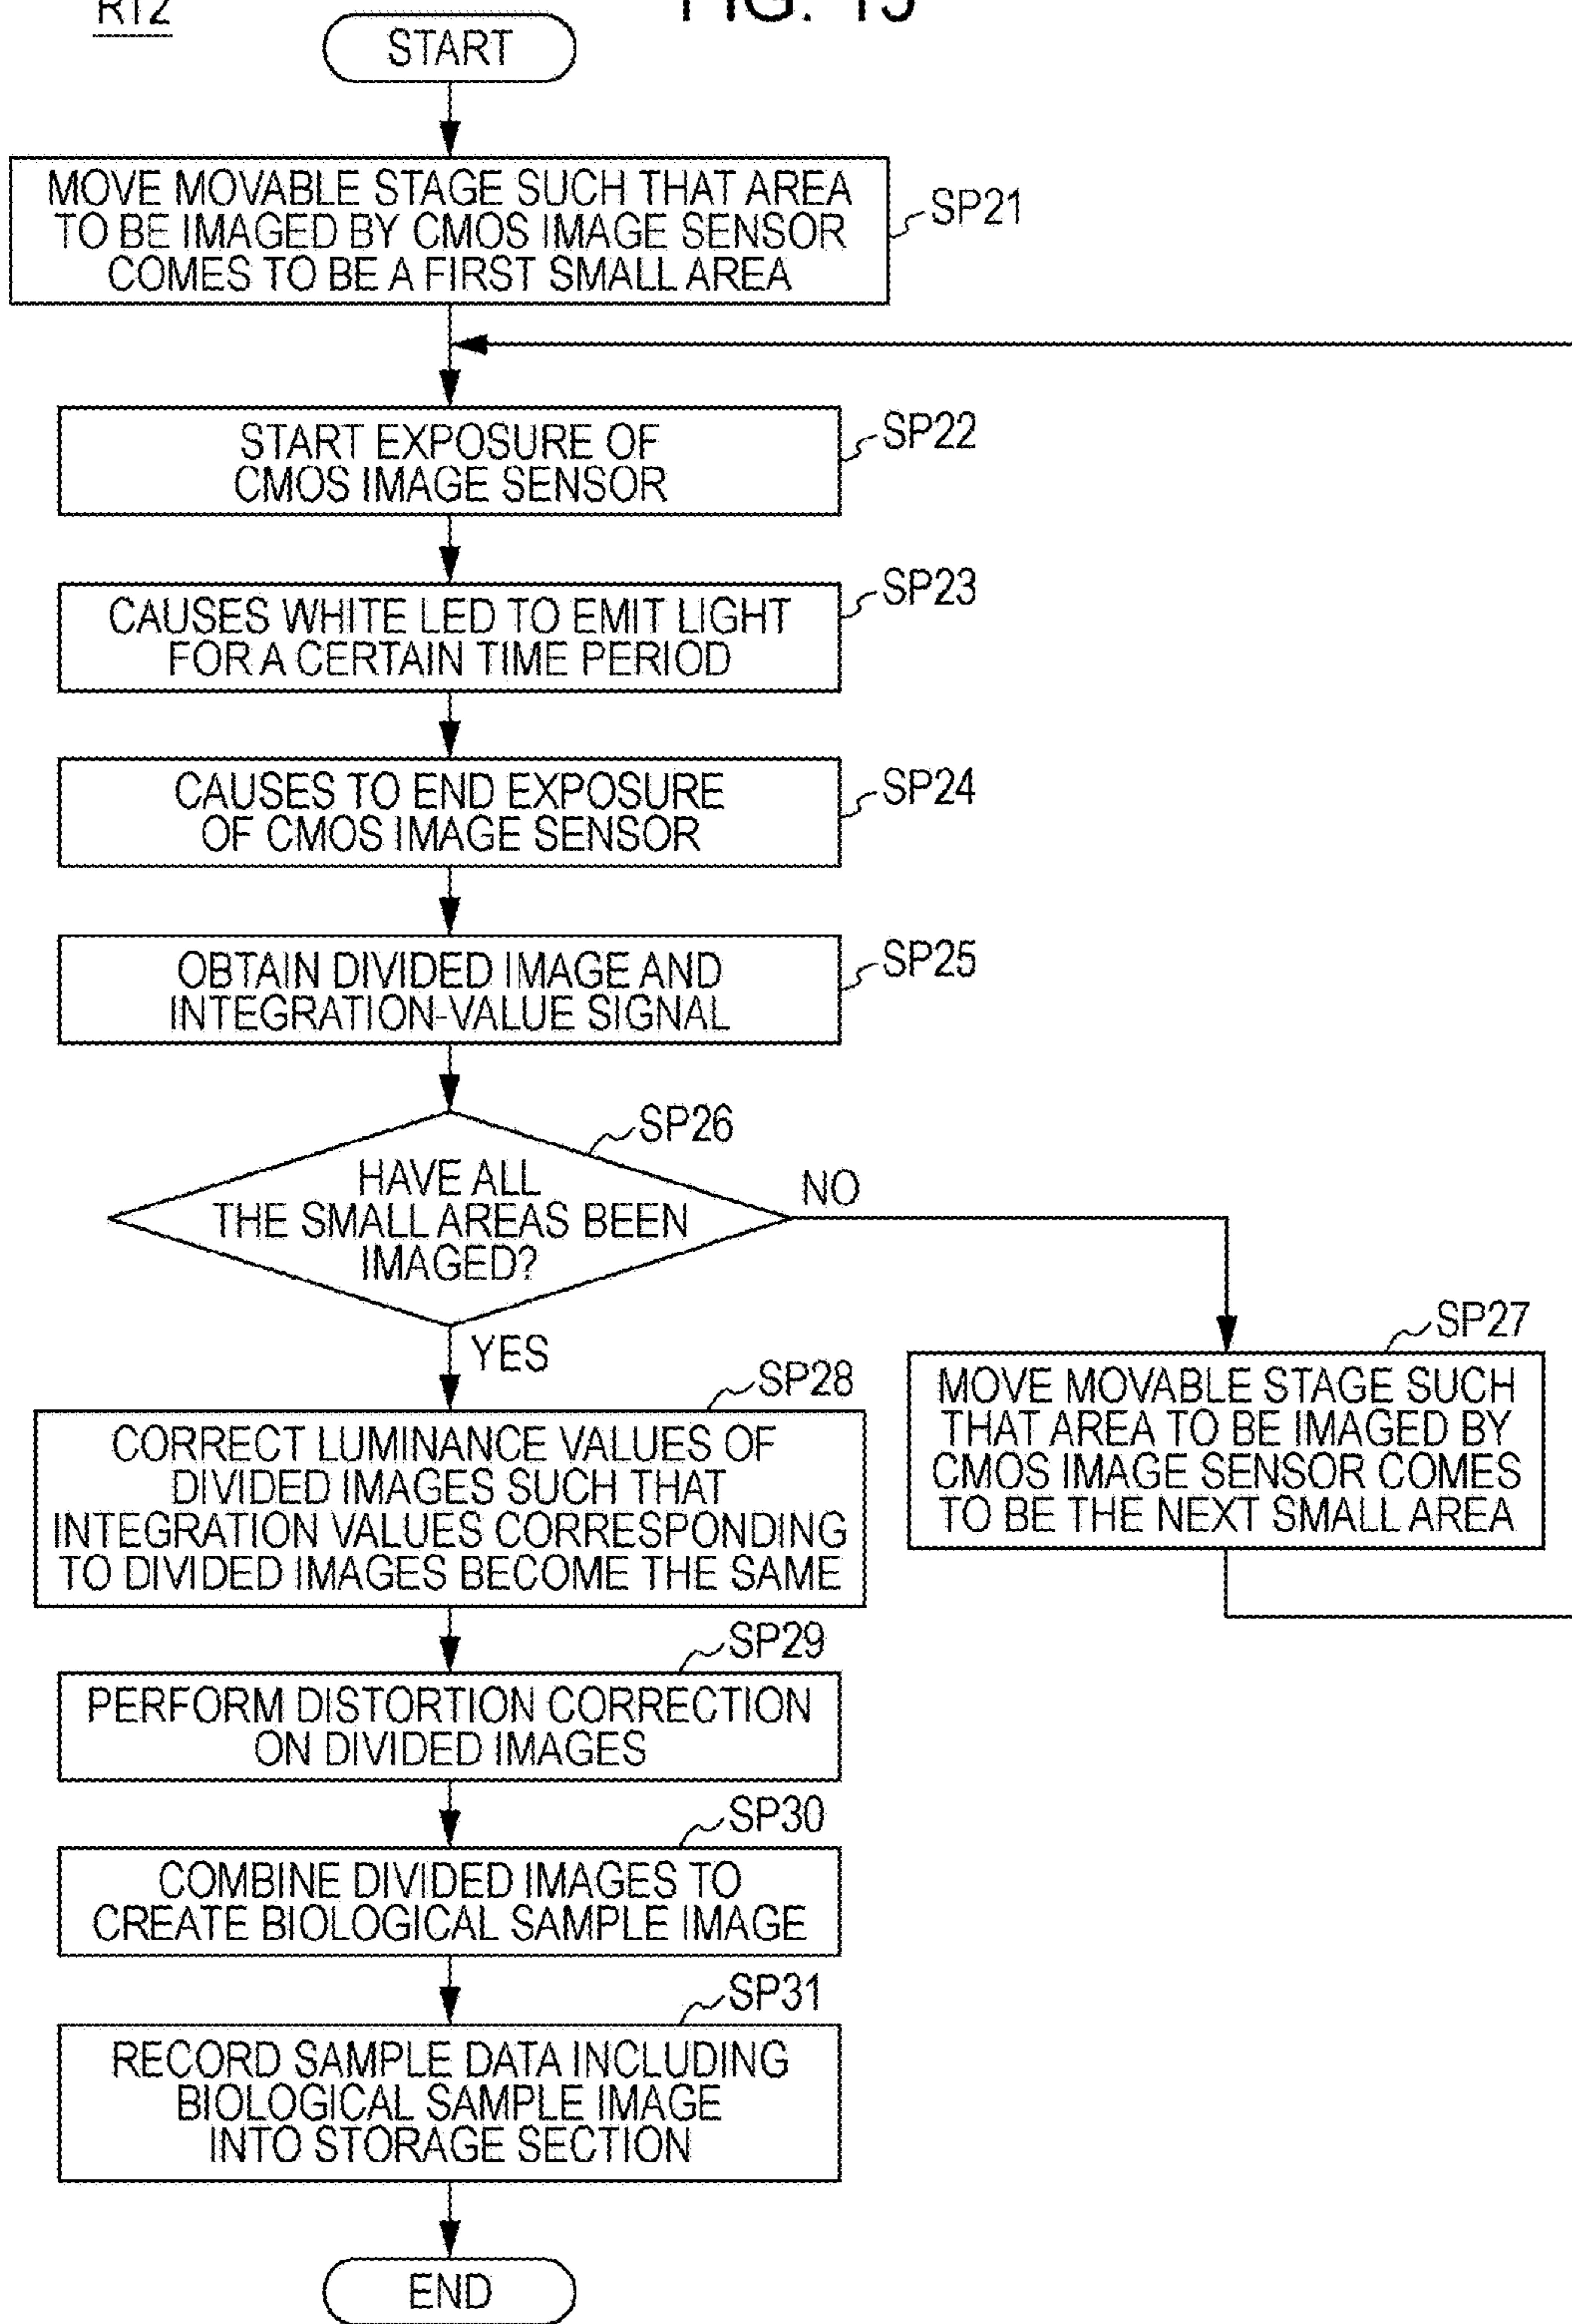 RT2
FIG. 15
START
MOVE MOVABLE STAGE SUCH THAT AREA
TO BE IMAGED BY CMOS IMAGE SENSOR
COMES TO BE A FIRST SMALL AREA
SP21
START EXPOSURE OF
CMOS IMAGE SENSOR
SP22
CAUSES WHITE LED TO EMIT LIGHT
FOR A CERTAIN TIME PERIOD
SP23
CAUSES TO END EXPOSURE
OF CMOS IMAGE SENSOR
SP24
OBTAIN DIVIDED IMAGE AND
INTEGRATION-VALUE SIGNAL
SP25
SP26
HAVE ALL
THE SMALL AREAS BEEN
IMAGED?
NO
YES
SP27
MOVE MOVABLE STAGE SUCH
THAT AREA TO BE IMAGED BY
CMOS IMAGE SENSOR COMES
TO BE THE NEXT SMALL AREA
SP28
CORRECT LUMINANCE VALUES OF
DIVIDED IMAGES SUCH THAT
INTEGRATION VALUES CORRESPONDING
TO DIVIDED IMAGES BECOME THE SAME
SP29
PERFORM DISTORTION CORRECTION
ON DIVIDED IMAGES
SP30
COMBINE DIVIDED IMAGES TO
CREATE BIOLOGICAL SAMPLE IMAGE
SP31
RECORD SAMPLE DATA INCLUDING
BIOLOGICAL SAMPLE IMAGE
INTO STORAGE SECTION
END